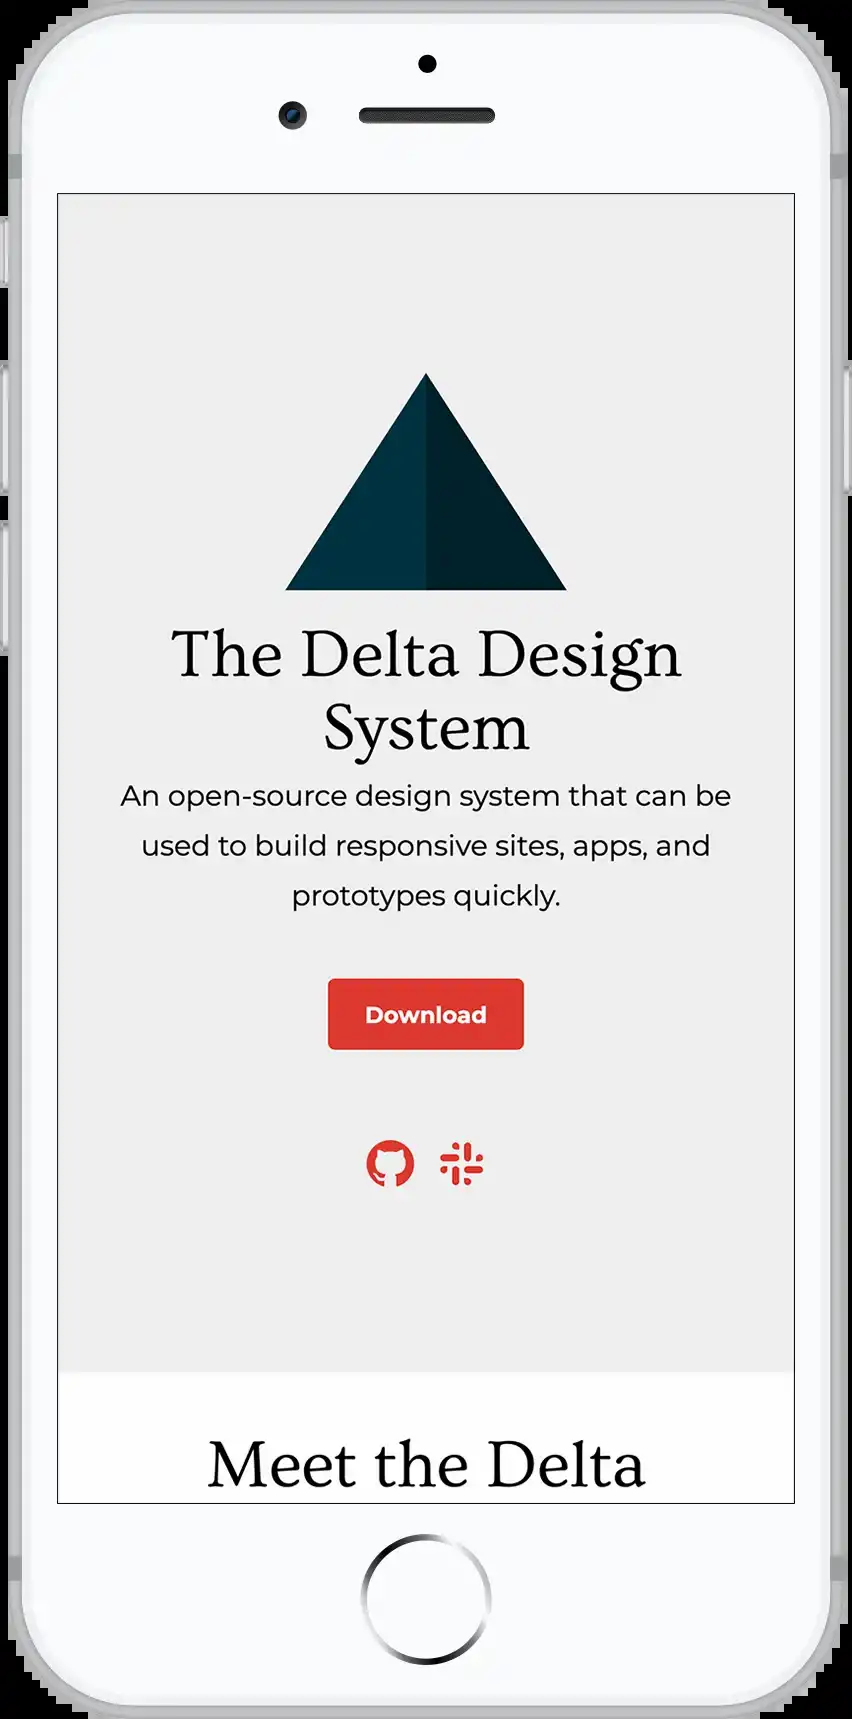 The Delta Design
System
An open-source design system that can be
used to build responsive sites, apps, and
prototypes quickly.
Download
Meet the Delta